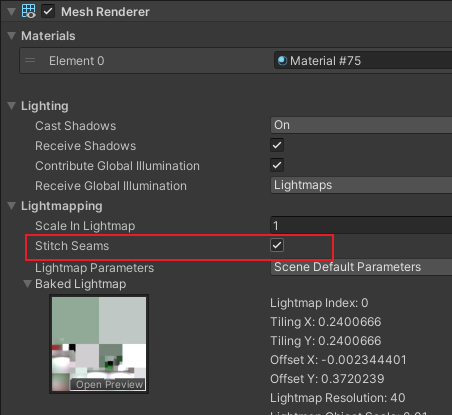 Mesh Renderer
Materials
Element 0 Material #75
Lighting
Cast Shadows On
Receive Shadows
Contribute Global Illumination
Receive Global Illumination Lightmaps
Lightmapping
Scale In Lightmap 1
Stitch Seams
Lightmap Parameters Scene Default Parameters
Baked Lightmap
Lightmap Index: 0
Tiling X: 0.2400666
Tiling Y: 0.2400666
Offset X: -0.002344401
Offset Y: 0.3720239
Open Preview
Lightmap Resolution: 40